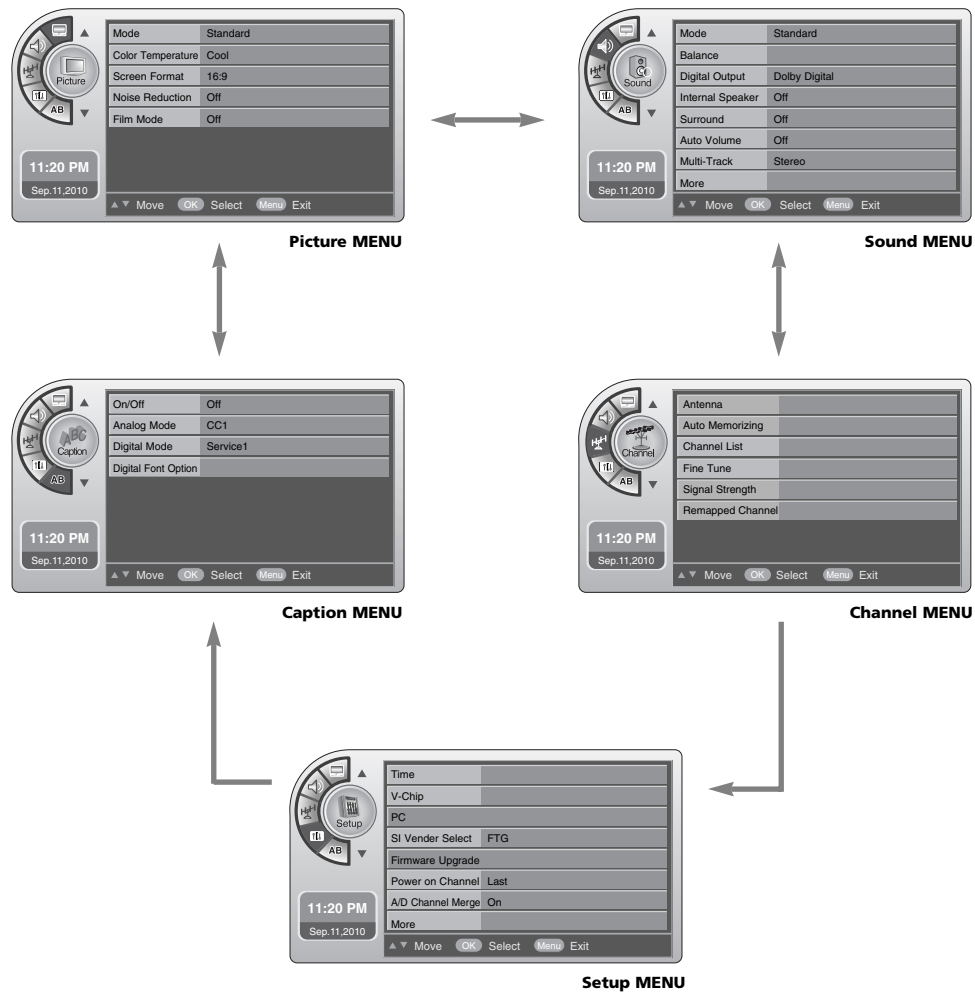 Picture
11:20 PM
Sep.11,2010
AB
Mode Standard
Color Temperature Cool
Screen Format 16:9
Noise Reduction Off
Film Mode Off
Move OK Select Menu Exit
Picture MENU
Sound
11:20 PM
Sep.11,2010
AB
Mode Standard
Balance
Digital Output Dolby Digital
Internal Speaker Off
Surround Off
Auto Volume Off
Multi-Track Stereo
More
Move OK Select Menu Exit
Sound MENU
ABC
Caption
AB
11:20 PM
Sep.11,2010
On/Off Off
Analog Mode CC1
Digital Mode Service1
Digital Font Option
Move OK Select Menu Exit
Caption MENU
Channel
AB
11:20 PM
Sep.11,2010
Antenna
Auto Memorizing
Channel List
Fine Tune
Signal Strength
Remapped Channel
Move OK Select Menu Exit
Channel MENU
Setup
AB
11:20 PM
Sep.11,2010
Time
V-Chip
PC
SI Vender Select FTG
Firmware Upgrade
Power on Channel Last
A/D Channel Merge On
More
Move OK Select Menu Exit
Setup MENU